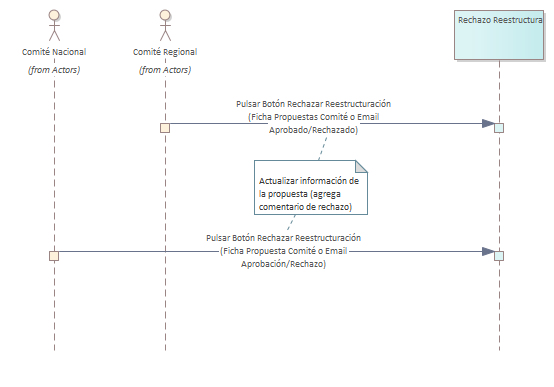 Comité Nacional
(from Actors)
Comité Regional
(from Actors)
Rechazo Reestructura
Pulsar Botón Rechazar Reestructuración
(Ficha Propuestas Comité o Email
Aprobado/Rechazado)
Actualizar información de
la propuesta (agrega
comentario de rechazo)
Pulsar Botón Rechazar Reestructuración
(Ficha Propuesta Comité o Email
Aprobación/Rechazo)